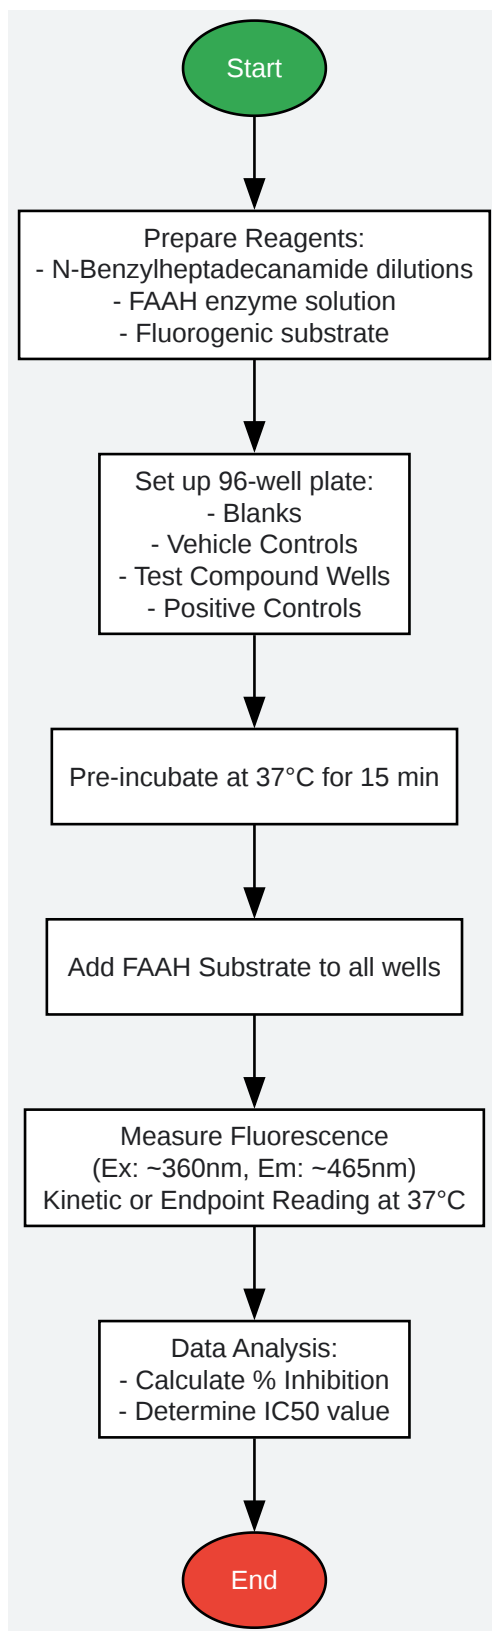 Start
Prepare Reagents:
- N-Benzylheptadecanamide dilutions
- FAAH enzyme solution
- Fluorogenic substrate
Set up 96-well plate:
- Blanks
- Vehicle Controls
- Test Compound Wells
- Positive Controls
Pre-incubate at 37°C for 15 min
Add FAAH Substrate to all wells
Measure Fluorescence
(Ex: ~360nm, Em: ~465nm)
Kinetic or Endpoint Reading at 37°C
Data Analysis:
- Calculate % Inhibition
- Determine IC50 value
End